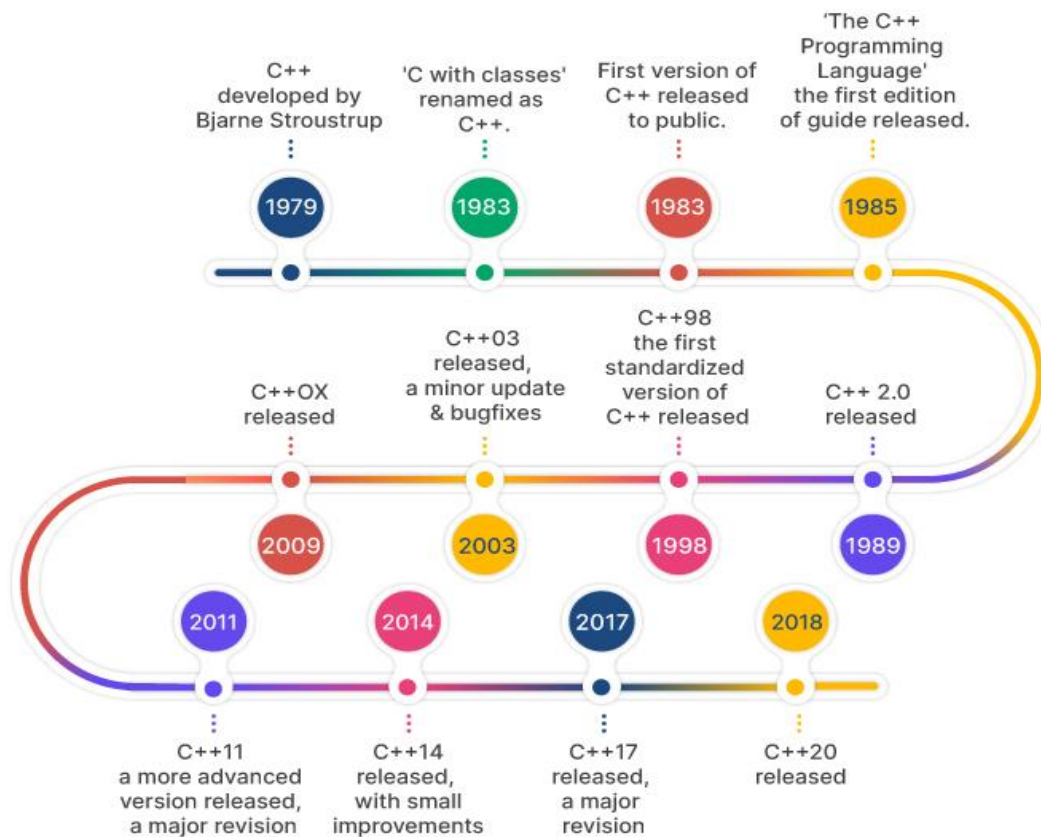 C++
developed by
Bjarne Stroustrup
1979
'C with classes'
renamed as
C++.
1983
First version of
C++ released
to public.
1983
'The C++
Programming
Language'
the first edition
of guide released.
1985
C++ 2.0
released
1989
C++98
the first
standardized
version of
C++ released
1998
C++03
released,
a minor update
& bugfixes
2003
C++OX
released
2009
2011
C++11
a more advanced
version released,
a major revision
2014
C++14
released,
with small
improvements
2017
C++17
released,
a major
revision
2018
C++20
released